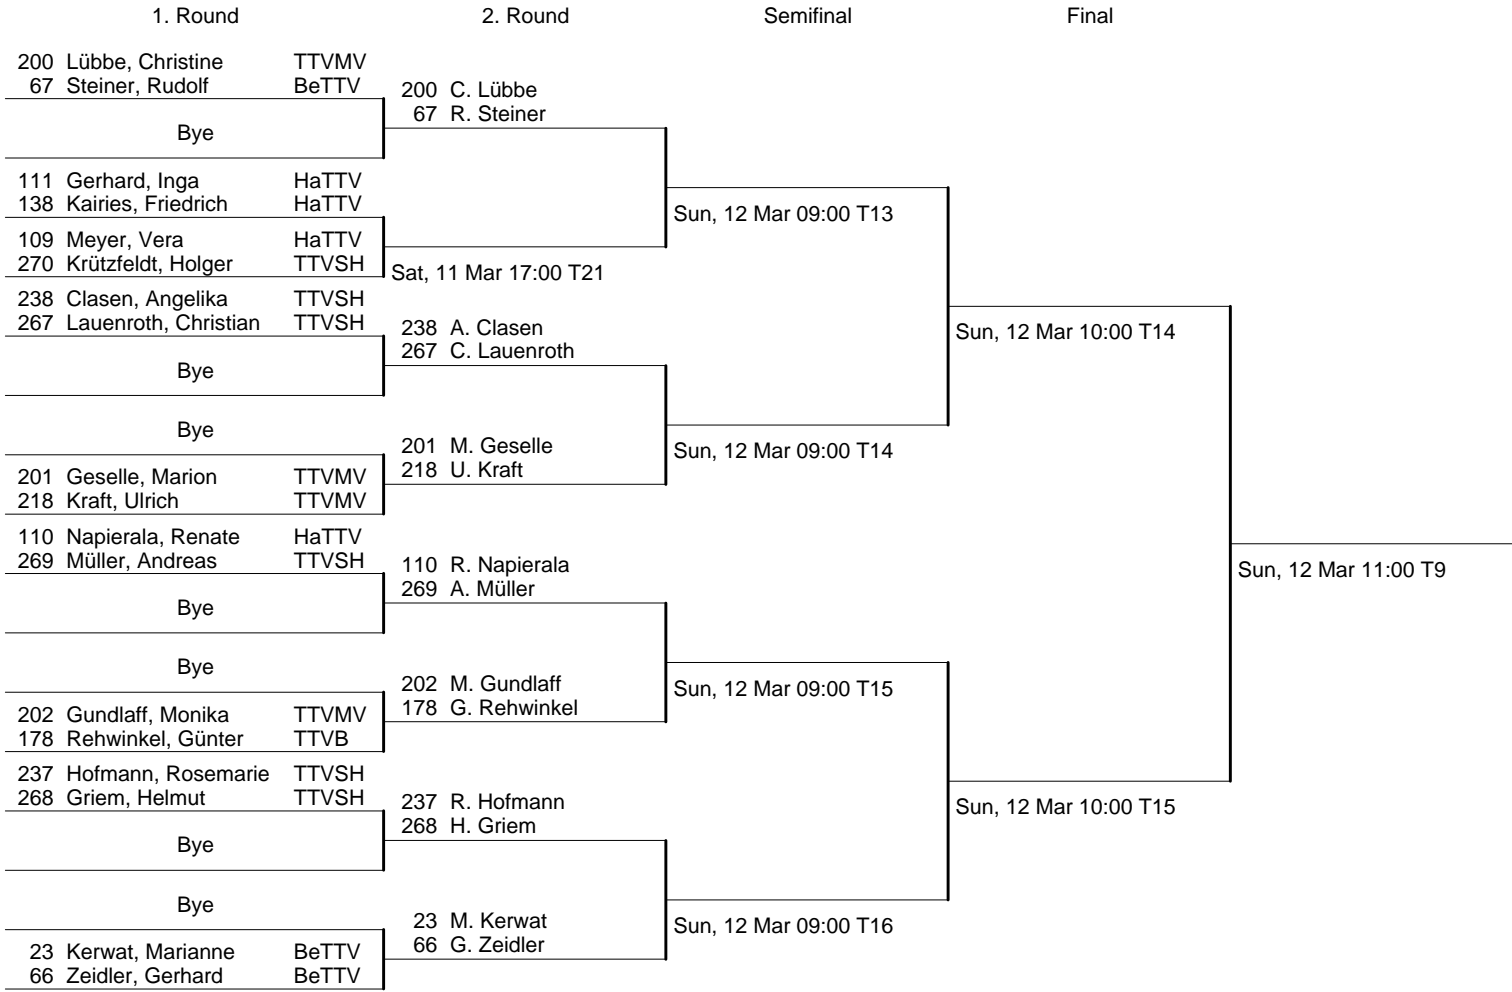 1. Round 2. Round Semifinal Final
200 Lübbe, Christine TTVMV
67 Steiner, Rudolf BeTTV
200 C. Lübbe
67 R. Steiner
Bye
111 Gerhard, Inga HaTTV
138 Kairies, Friedrich HaTTV
Sun, 12 Mar 09:00 T13
109 Meyer, Vera HaTTV
270 Krützfeldt, Holger TTVSH
Sat, 11 Mar 17:00 T21
238 Clasen, Angelika TTVSH
267 Lauenroth, Christian TTVSH
238 A. Clasen
267 C. Lauenroth
Sun, 12 Mar 10:00 T14
Bye
Bye
201 M. Geselle
218 U. Kraft
Sun, 12 Mar 09:00 T14
201 Geselle, Marion TTVMV
218 Kraft, Ulrich TTVMV
110 Napierala, Renate HaTTV
269 Müller, Andreas TTVSH
110 R. Napierala
269 A. Müller
Sun, 12 Mar 11:00 T9
Bye
Bye
202 M. Gundlaff
178 G. Rehwinkel
Sun, 12 Mar 09:00 T15
202 Gundlaff, Monika TTVMV
178 Rehwinkel, Günter TTVB
237 Hofmann, Rosemarie TTVSH
268 Griem, Helmut TTVSH
237 R. Hofmann
268 H. Griem
Sun, 12 Mar 10:00 T15
Bye
Bye
23 M. Kerwat
66 G. Zeidler
Sun, 12 Mar 09:00 T16
23 Kerwat, Marianne BeTTV
66 Zeidler, Gerhard BeTTV